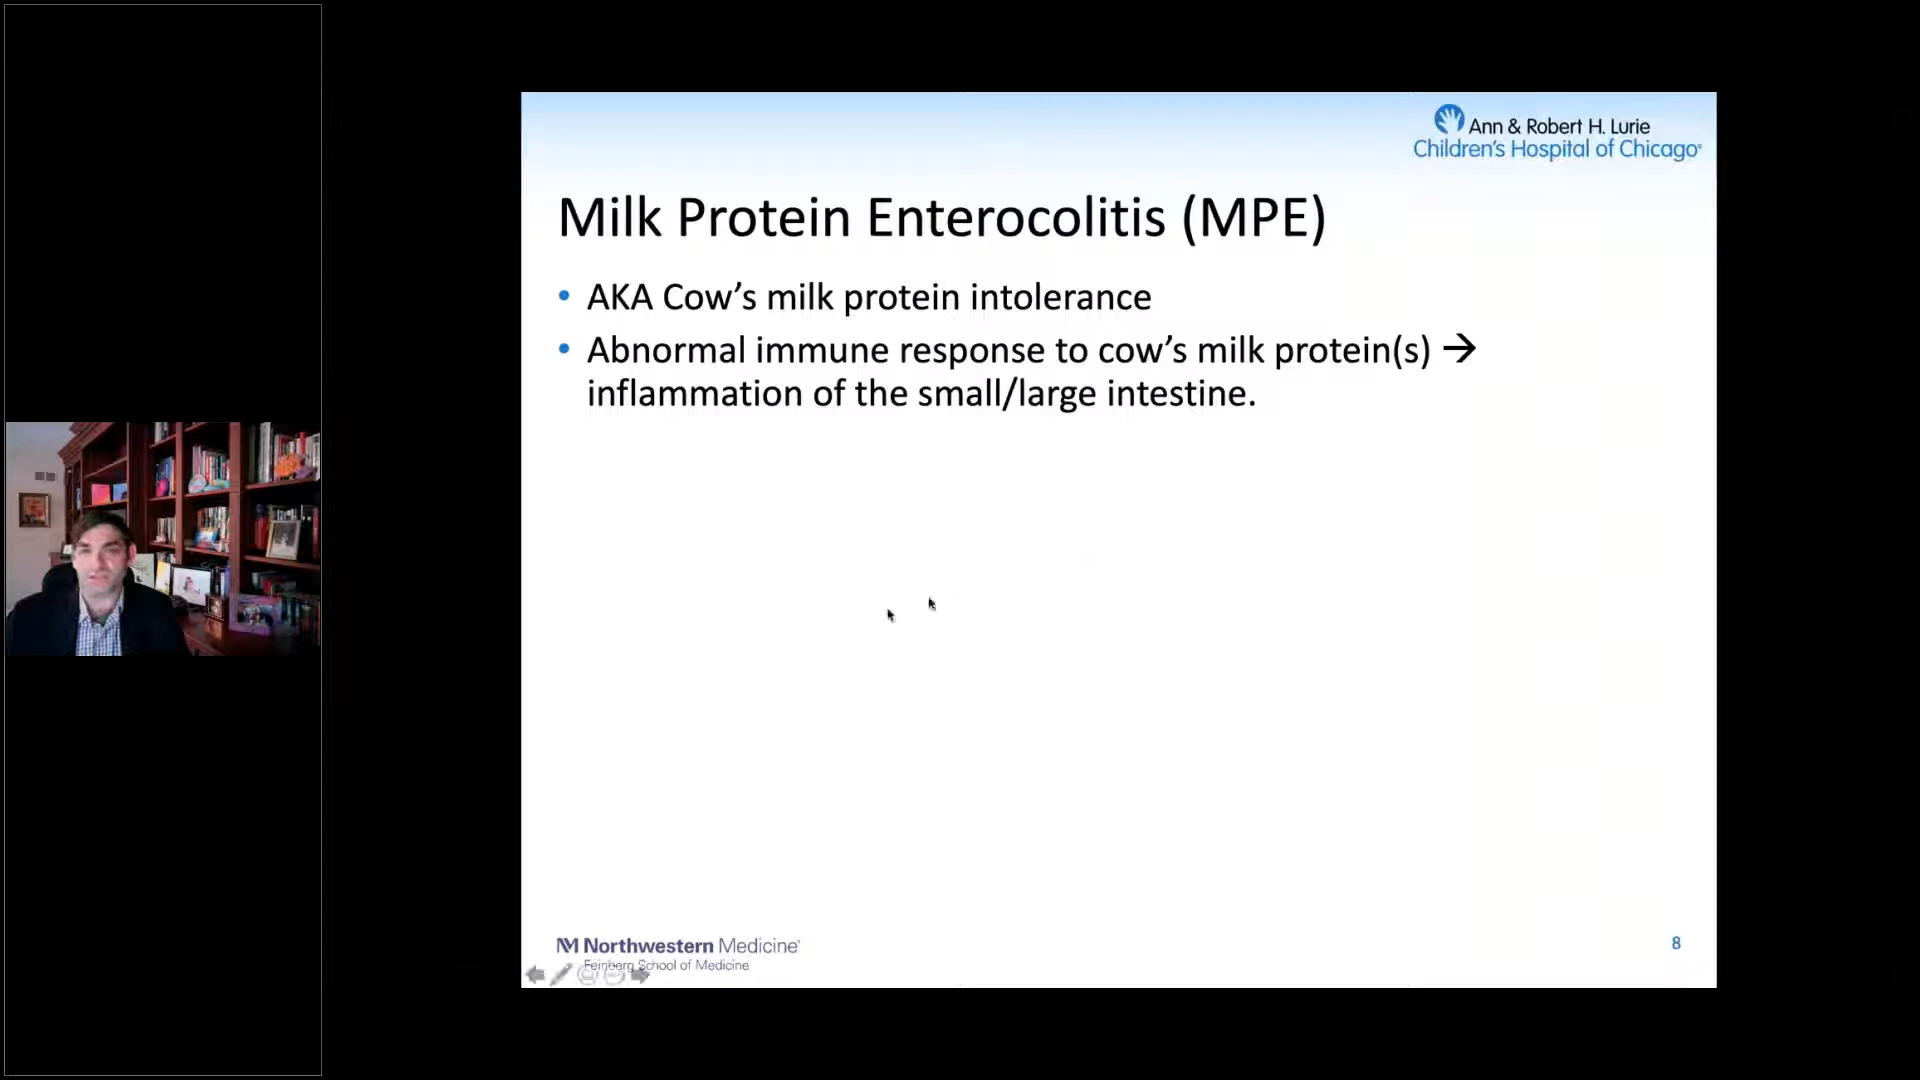 Ann & Robert H. Lurie
Children's Hospital of Chicago®
Milk Protein Enterocolitis (MPE)
• AKA Cow's milk protein intolerance
• Abnormal immune response to cow's milk protein(s) →
inflammation of the small/large intestine.
NM Northwestern Medicine®
Feinberg School of Medicine
8